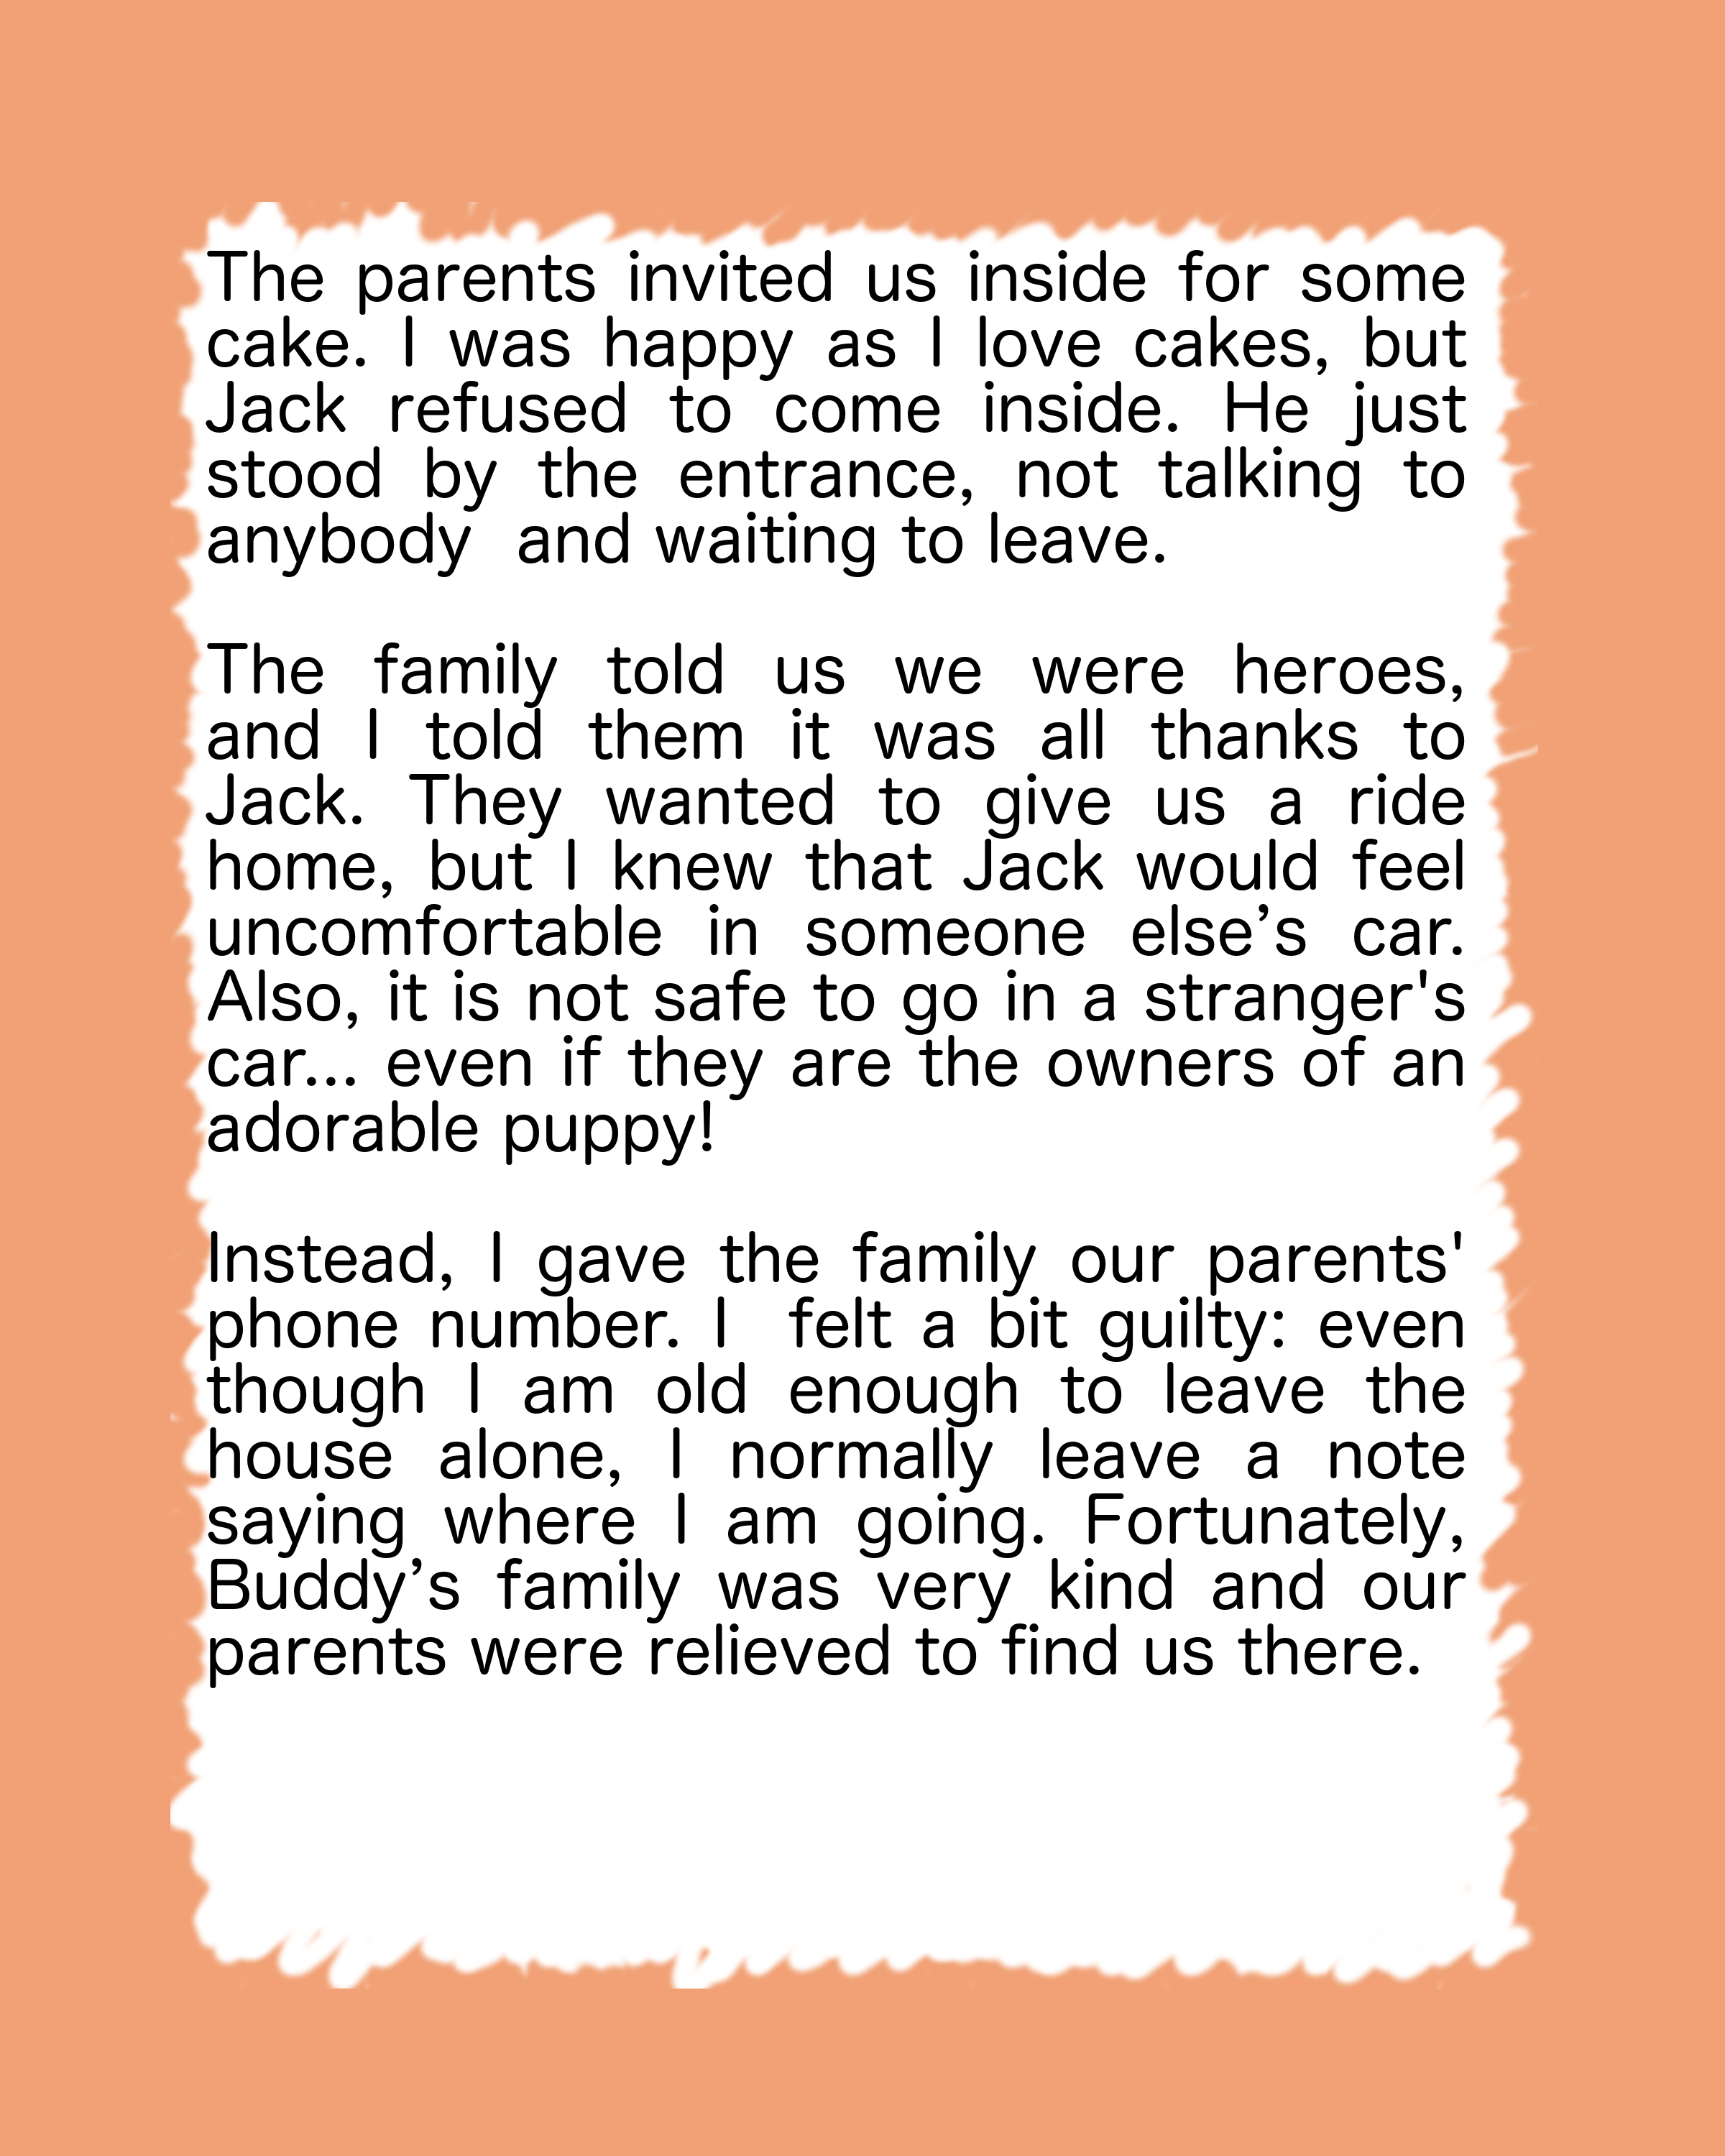 The parents invited us inside for some
cake. I was happy as I love cakes, but
Jack refused to come inside. He just
stood by the entrance, not talking to
anybody  and waiting to leave.

The family told us we were heroes,
and I told them it was all thanks to
Jack. They wanted to give us a ride
home, but I knew that Jack would feel
uncomfortable in someone else’s car.
Also, it is not safe to go in a stranger's
car... even if they are the owners of an
adorable puppy!

Instead, I gave the family our parents'
phone number. I  felt a bit guilty: even
though I am old enough to leave the
house alone, I normally leave a note
saying where I am going. Fortunately,
Buddy’s family was very kind and our
parents were relieved to find us there.